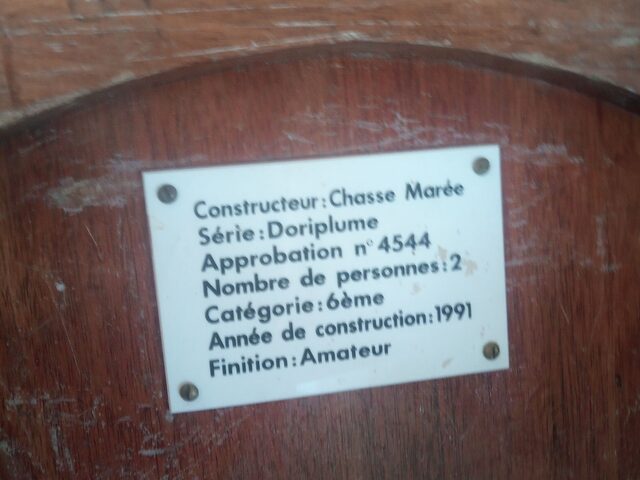 Constructeur: Chasse Marée
Série: Doriplume
Approbation n° 4544
Nombre de personnes: 2
Catégorie: 6ème
Année de construction: 1991
Finition: Amateur